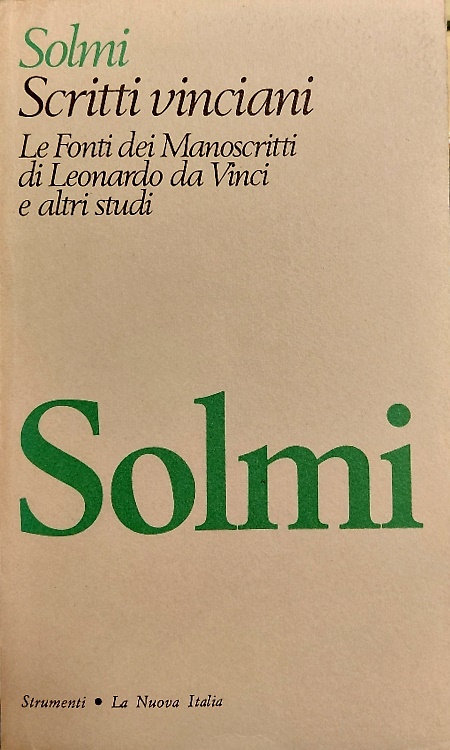 Solmi
Scritti vinciani
Le Fonti dei Manoscritti
di Leonardo da Vinci
e altri studi
Solmi
Strumenti • La Nuova Italia